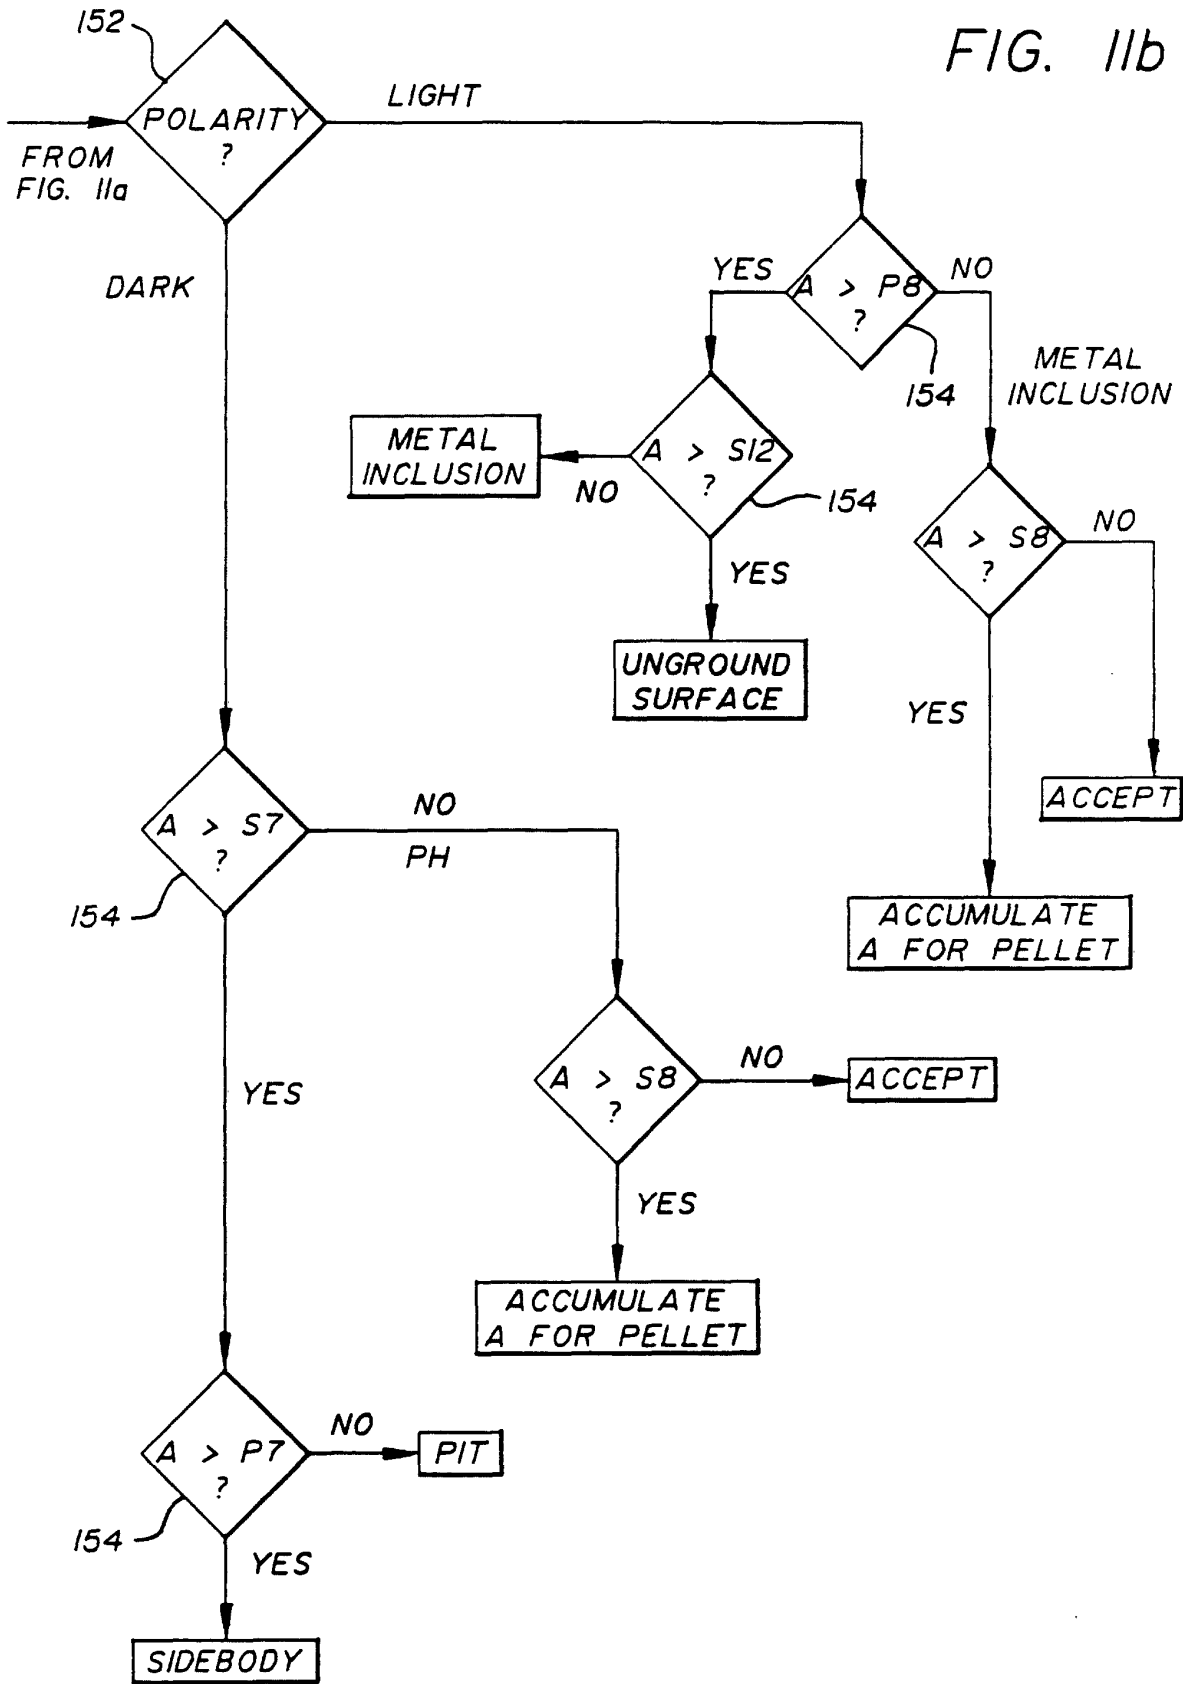 FIG. 11b
152
POLARITY
?
LIGHT
FROM
FIG. 11a
DARK
YES
A > P8
?
NO
154
METAL
INCLUSION
METAL
INCLUSION
NO
A > S12
?
154
YES
UNGROUND
SURFACE
A > S8
?
NO
YES
ACCEPT
ACCUMULATE
A FOR PELLET
A > S7
?
154
NO
PH
YES
A > S8
?
NO
ACCEPT
YES
ACCUMULATE
A FOR PELLET
A > P7
?
154
NO
PIT
YES
SIDEBODY